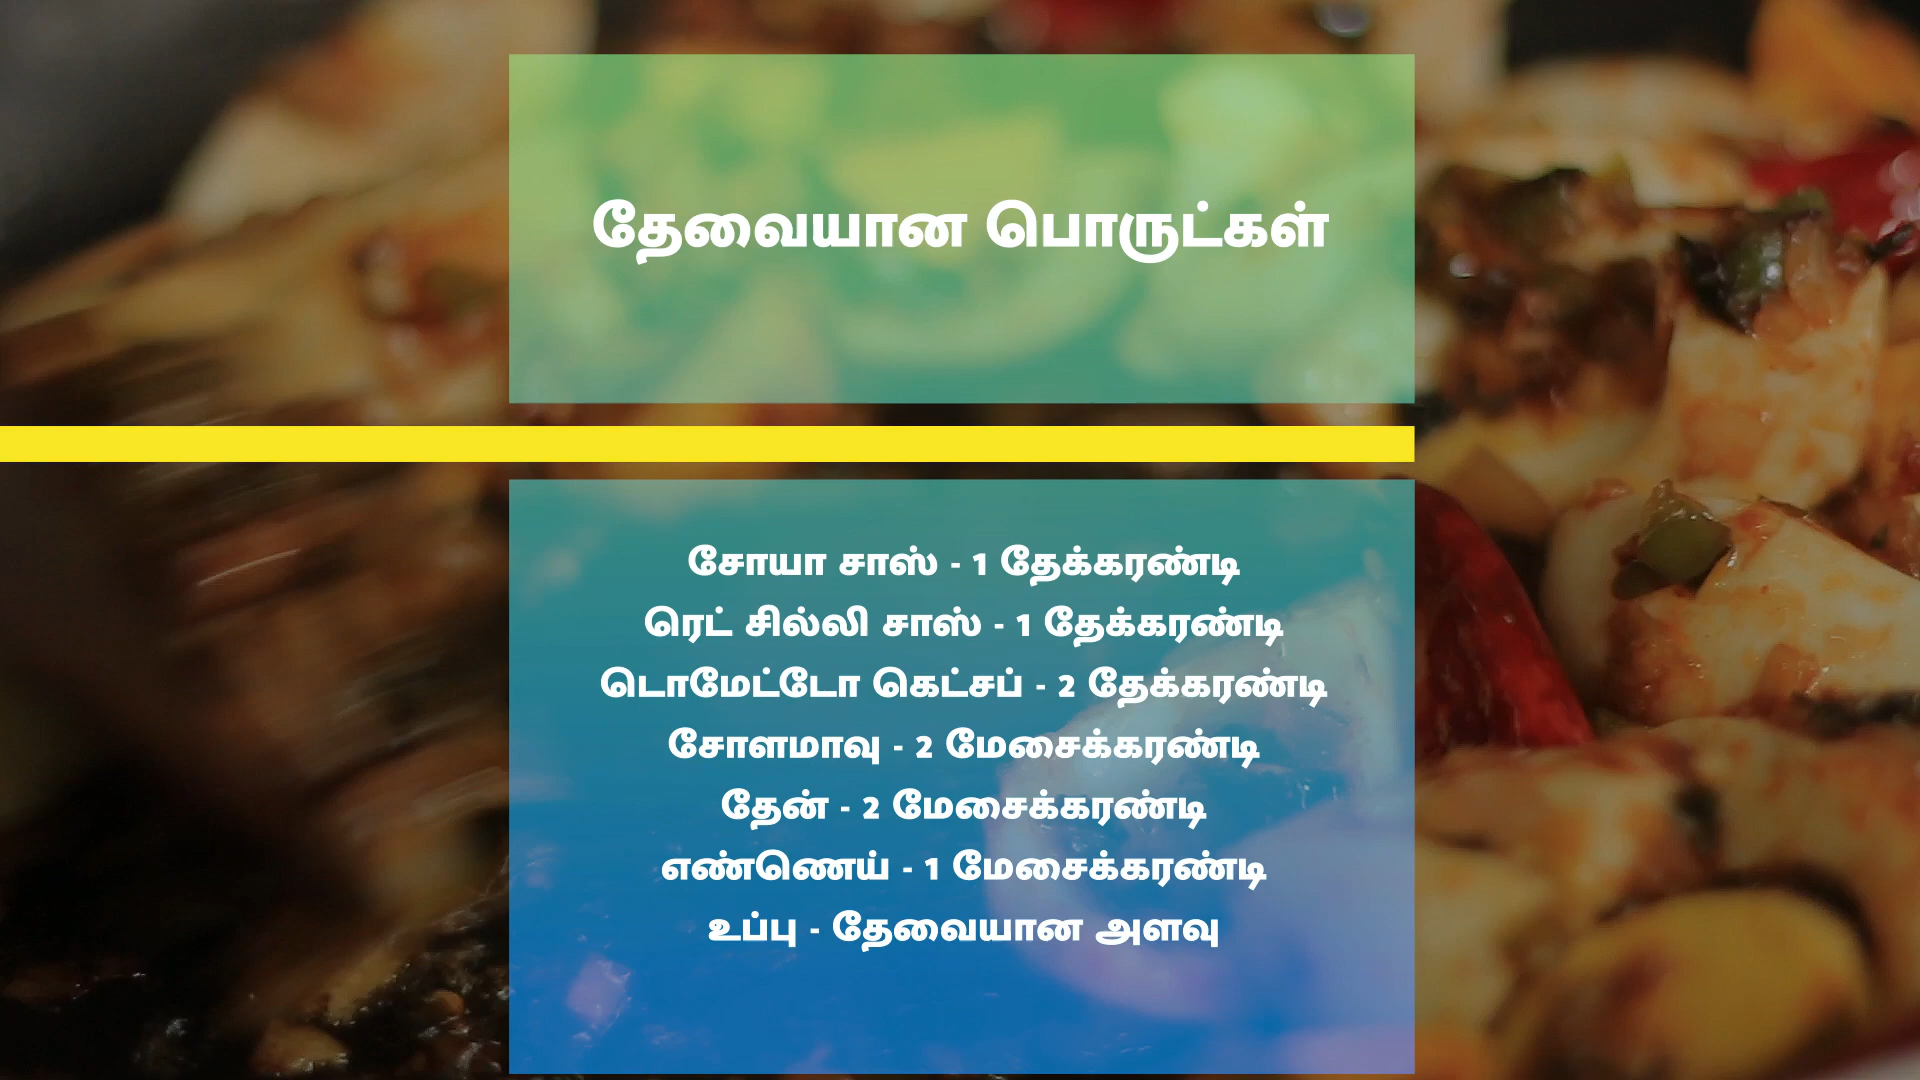 தேவையான பொருட்கள்
சோயா சாஸ் - 1 தேக்கரண்டி
ரெட் சில்லி சாஸ் - 1 தேக்கரண்டி
டொமேட்டோ கெட்சப் - 2 தேக்கரண்டி
சோளமாவு - 2 மேசைக்கரண்டி
தேன் - 2 மேசைக்கரண்டி
எண்ணெய் - 1 மேசைக்கரண்டி
உப்பு - தேவையான அளவு